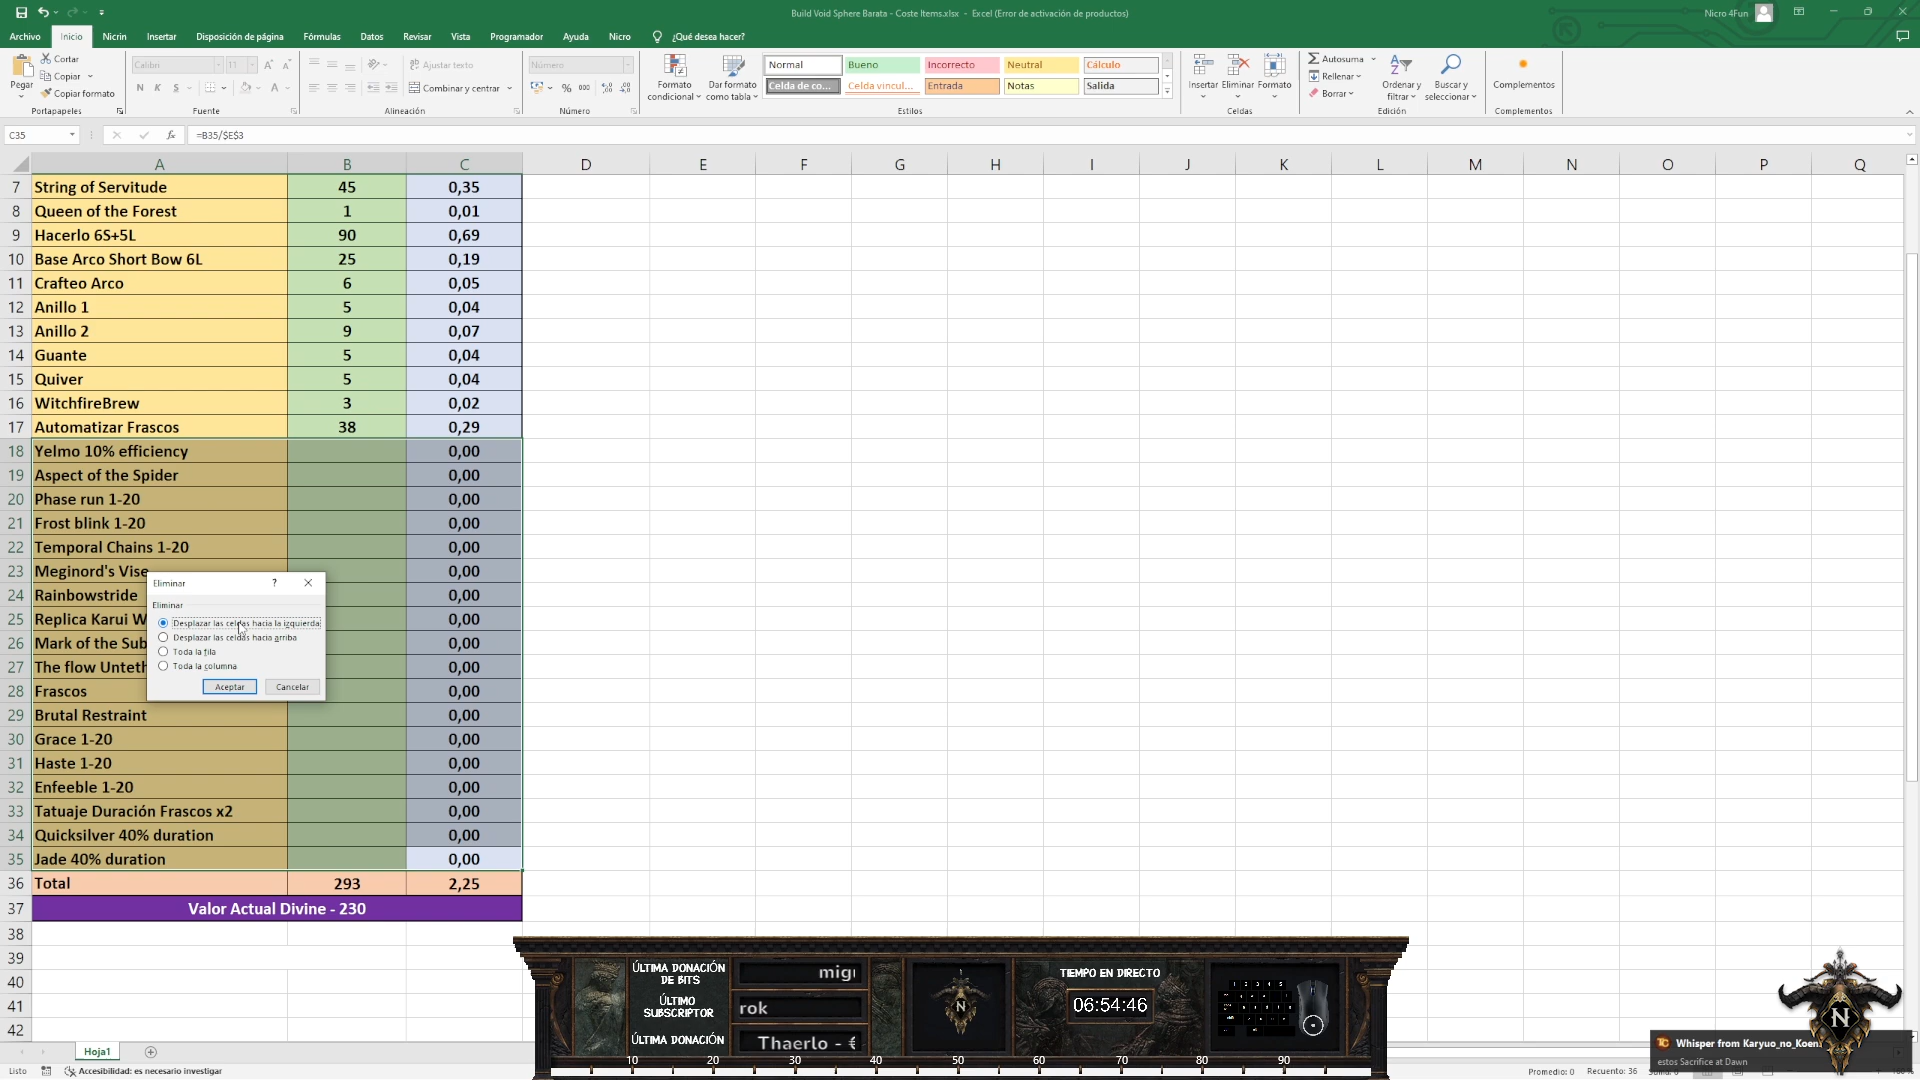 Build Void Sphere Barata - Coste Items.xlsx - Excel (Error de activación de productos)
Nicro 4Fun
Archivo Inicio Nicrin Insertar Disposición de página Fórmulas Datos Revisar Vista Programador Ayuda Nicro ¿Qué desea hacer?
Pegar
Cortar
Copiar
Copiar formato
Portapapeles
Calibri 11
N K S
Fuente
Ajustar texto
Combinar y centrar
Alineación
Número
% 000
Número
Formato condicional
Dar formato como tabla
Normal Bueno Incorrecto Neutral Cálculo
Celda de co... Celda vincul... Entrada Notas Salida
Estilos
Insertar Eliminar Formato
Celdas
Autosuma
Rellenar
Borrar
Ordenar y filtrar
Buscar y seleccionar
Edición
Complementos
Complementos
C35 fx =B35/$E$3
A B C D E F G H I J K L M N O P Q
7 String of Servitude 45 0,35
8 Queen of the Forest 1 0,01
9 Hacerlo 6S+5L 90 0,69
10 Base Arco Short Bow 6L 25 0,19
11 Crafteo Arco 6 0,05
12 Anillo 1 5 0,04
13 Anillo 2 9 0,07
14 Guante 5 0,04
15 Quiver 5 0,04
16 WitchfireBrew 3 0,02
17 Automatizar Frascos 38 0,29
18 Yelmo 10% efficiency 0,00
19 Aspect of the Spider 0,00
20 Phase run 1-20 0,00
21 Frost blink 1-20 0,00
22 Temporal Chains 1-20 0,00
23 Meginord's Vise 0,00
24 Rainbowstride 0,00
25 Replica Karui W 0,00
26 Mark of the Sub 0,00
27 The flow Unteth 0,00
28 Frascos 0,00
29 Brutal Restraint 0,00
30 Grace 1-20 0,00
31 Haste 1-20 0,00
32 Enfeeble 1-20 0,00
33 Tatuaje Duración Frascos x2 0,00
34 Quicksilver 40% duration 0,00
35 Jade 40% duration 0,00
36 Total 293 2,25
37 Valor Actual Divine - 230
38
39
40
41
42
Eliminar ?
Eliminar
Desplazar las celdas hacia la izquierda
Desplazar las celdas hacia arriba
Toda la fila
Toda la columna
Aceptar Cancelar
ÚLTIMA DONACIÓN DE BITS
migi
ÚLTIMO SUBSCRIPTOR
rok
ÚLTIMA DONACIÓN
Thaerlo - €
N
TIEMPO EN DIRECTO
06:54:46
10 20 30 40 50 60 70 80 90
N
Whisper from Karyuo_no_Koen
estos Sacrifice at Dawn
Hoja1
Listo Accesibilidad: es necesario investigar
Promedio: 0 Recuento: 36 Suma: 0